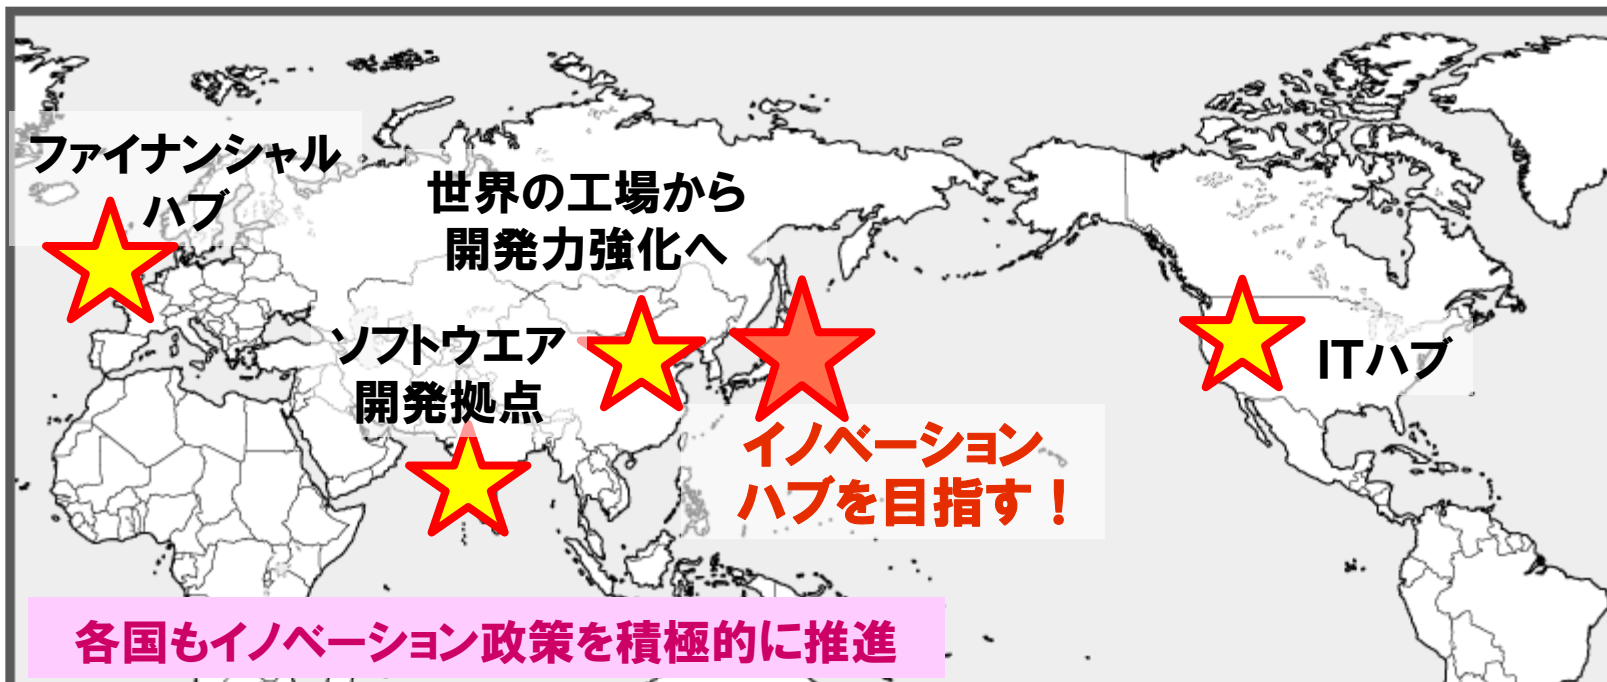 ファイナンシャル
ハブ
世界の工場から
開発力強化へ
ソフトウエア
開発拠点
ITハブ
イノベーション
ハブを目指す！
各国もイノベーション政策を積極的に推進